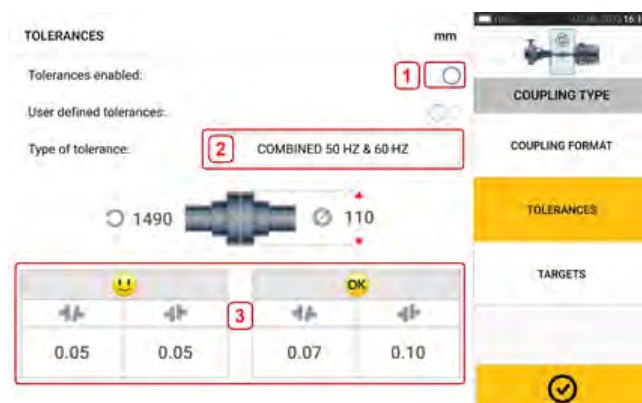 TOLERANCES
mm
Tolerances enabled:
1
COUPLING TYPE
User defined tolerances:
Type of tolerance:
2
COMBINED 50 HZ & 60 HZ
COUPLING FORMAT
1490
110
TOLERANCES
OK
3
TARGETS
0.05
0.05
0.07
0.10